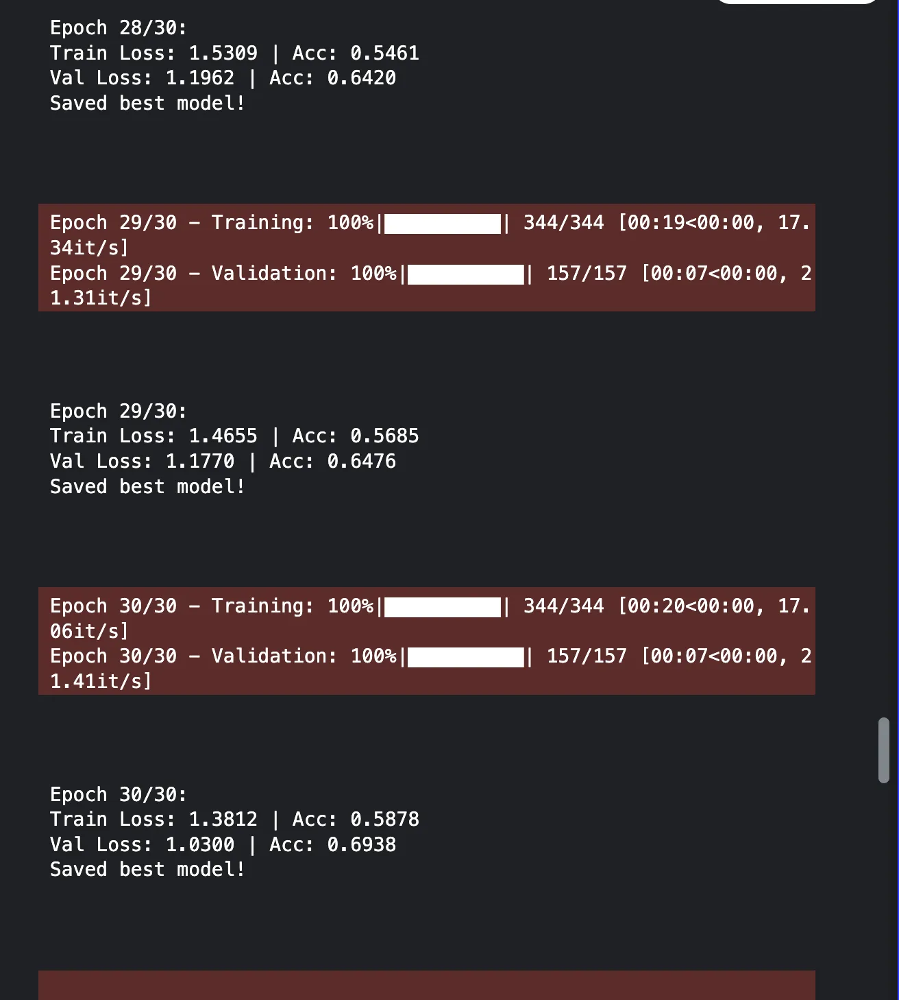 Epoch 28/30:
Train Loss: 1.5309 | Acc: 0.5461
Val Loss: 1.1962 | Acc: 0.6420
Saved best model!
Epoch 29/30 – Training: 100%|██████████| 344/344 [00:19<00:00, 17.
34it/s]
Epoch 29/30 – Validation: 100%|██████████| 157/157 [00:07<00:00, 2
1.31it/s]
Epoch 29/30:
Train Loss: 1.4655 | Acc: 0.5685
Val Loss: 1.1770 | Acc: 0.6476
Saved best model!
Epoch 30/30 – Training: 100%|██████████| 344/344 [00:20<00:00, 17.
06it/s]
Epoch 30/30 – Validation: 100%|██████████| 157/157 [00:07<00:00, 2
1.41it/s]
Epoch 30/30:
Train Loss: 1.3812 | Acc: 0.5878
Val Loss: 1.0300 | Acc: 0.6938
Saved best model!